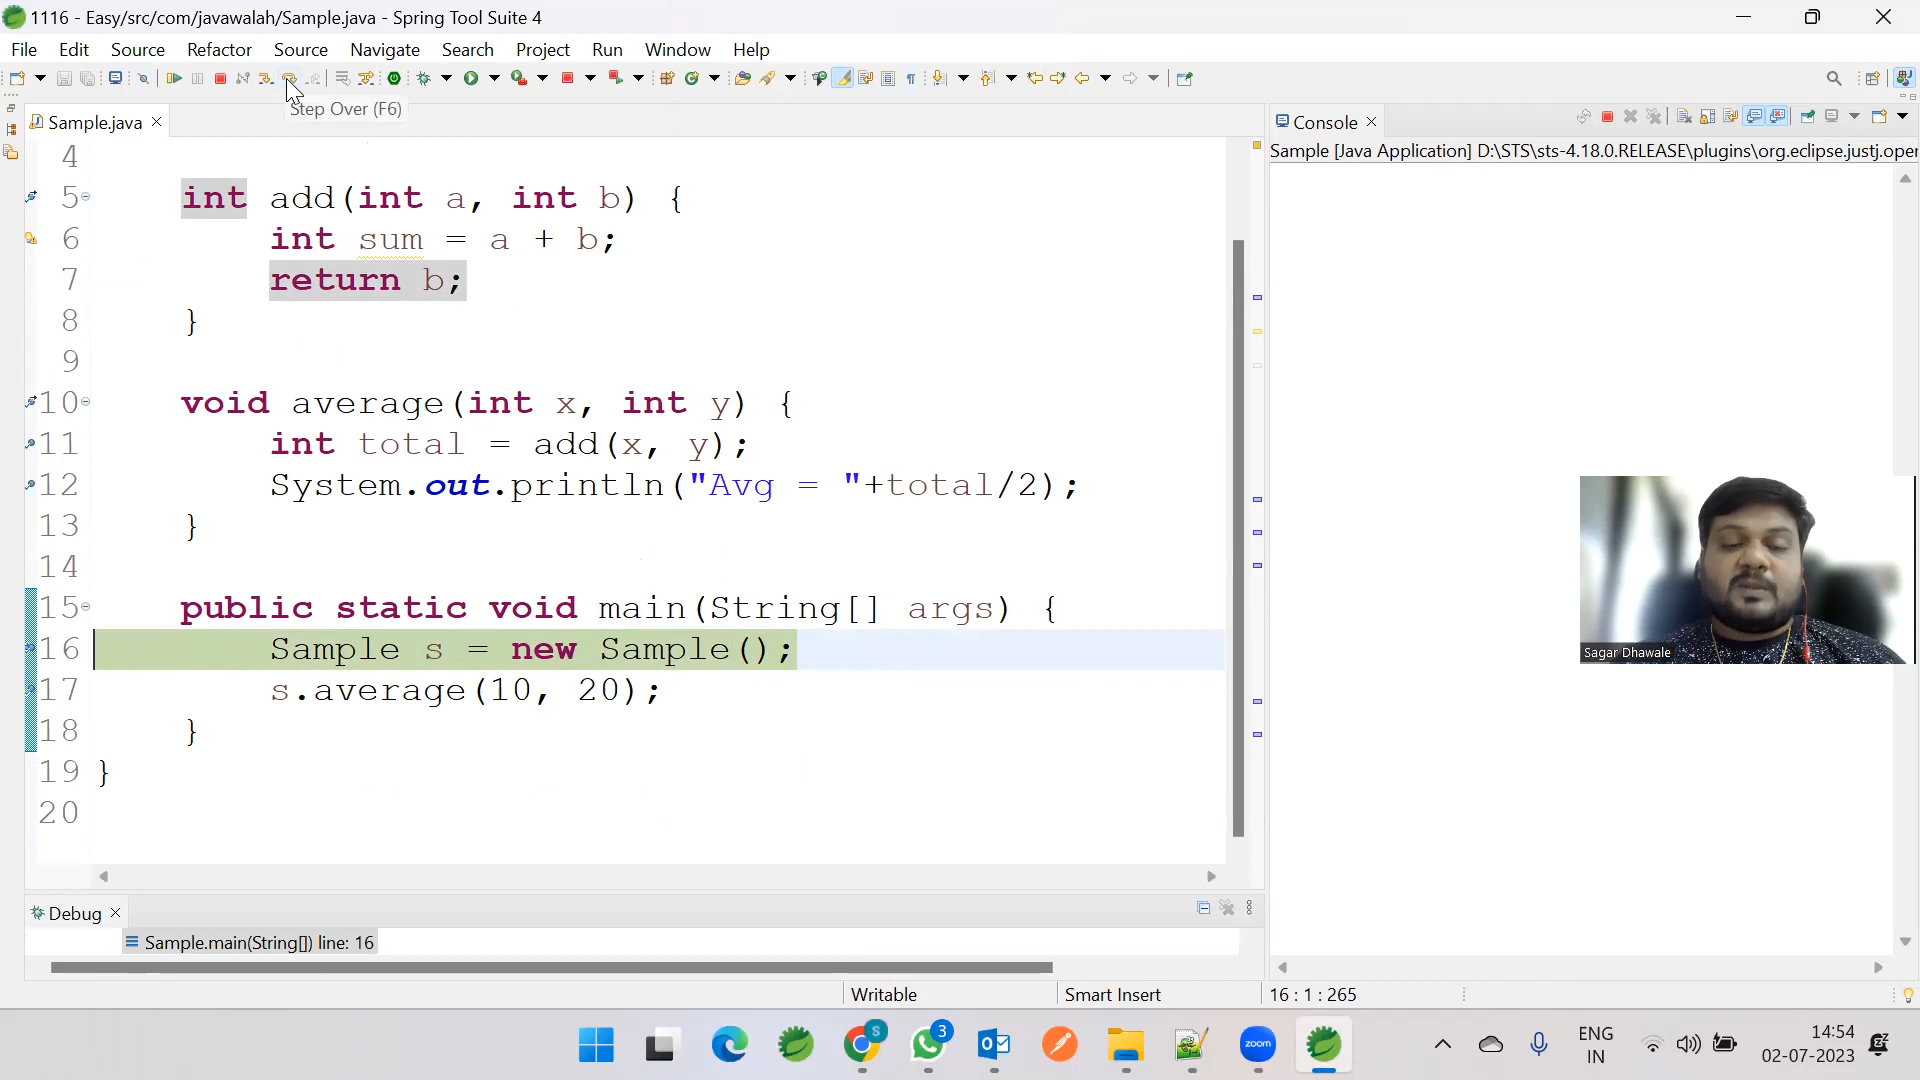 1116 - Easy/src/com/javawalah/Sample.java - Spring Tool Suite 4
File Edit Source Refactor Source Navigate Search Project Run Window Help
Step Over (F6)
Sample.java
Console
Sample [Java Application] D:\STS\sts-4.18.0.RELEASE\plugins\org.eclipse.justj.oper
4
5 int add(int a, int b) {
6 int sum = a + b;
7 return b;
8 }
9
10 void average(int x, int y) {
11 int total = add(x, y);
12 System.out.println("Avg = "+total/2);
13 }
14
15 public static void main(String[] args) {
16 Sample s = new Sample();
17 s.average(10, 20);
18 }
19 }
20
Sagar Dhawale
Debug
Sample.main(String[]) line: 16
Writable Smart Insert 16 : 1 : 265
S
3
zoom
ENG
IN
14:54
02-07-2023